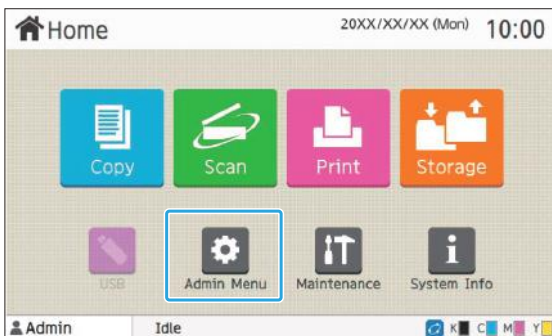 Home 20XX/XX/XX (Mon) 10:00
Copy Scan Print Storage
USB Admin Menu Maintenance System Info
Admin Idle K C M Y